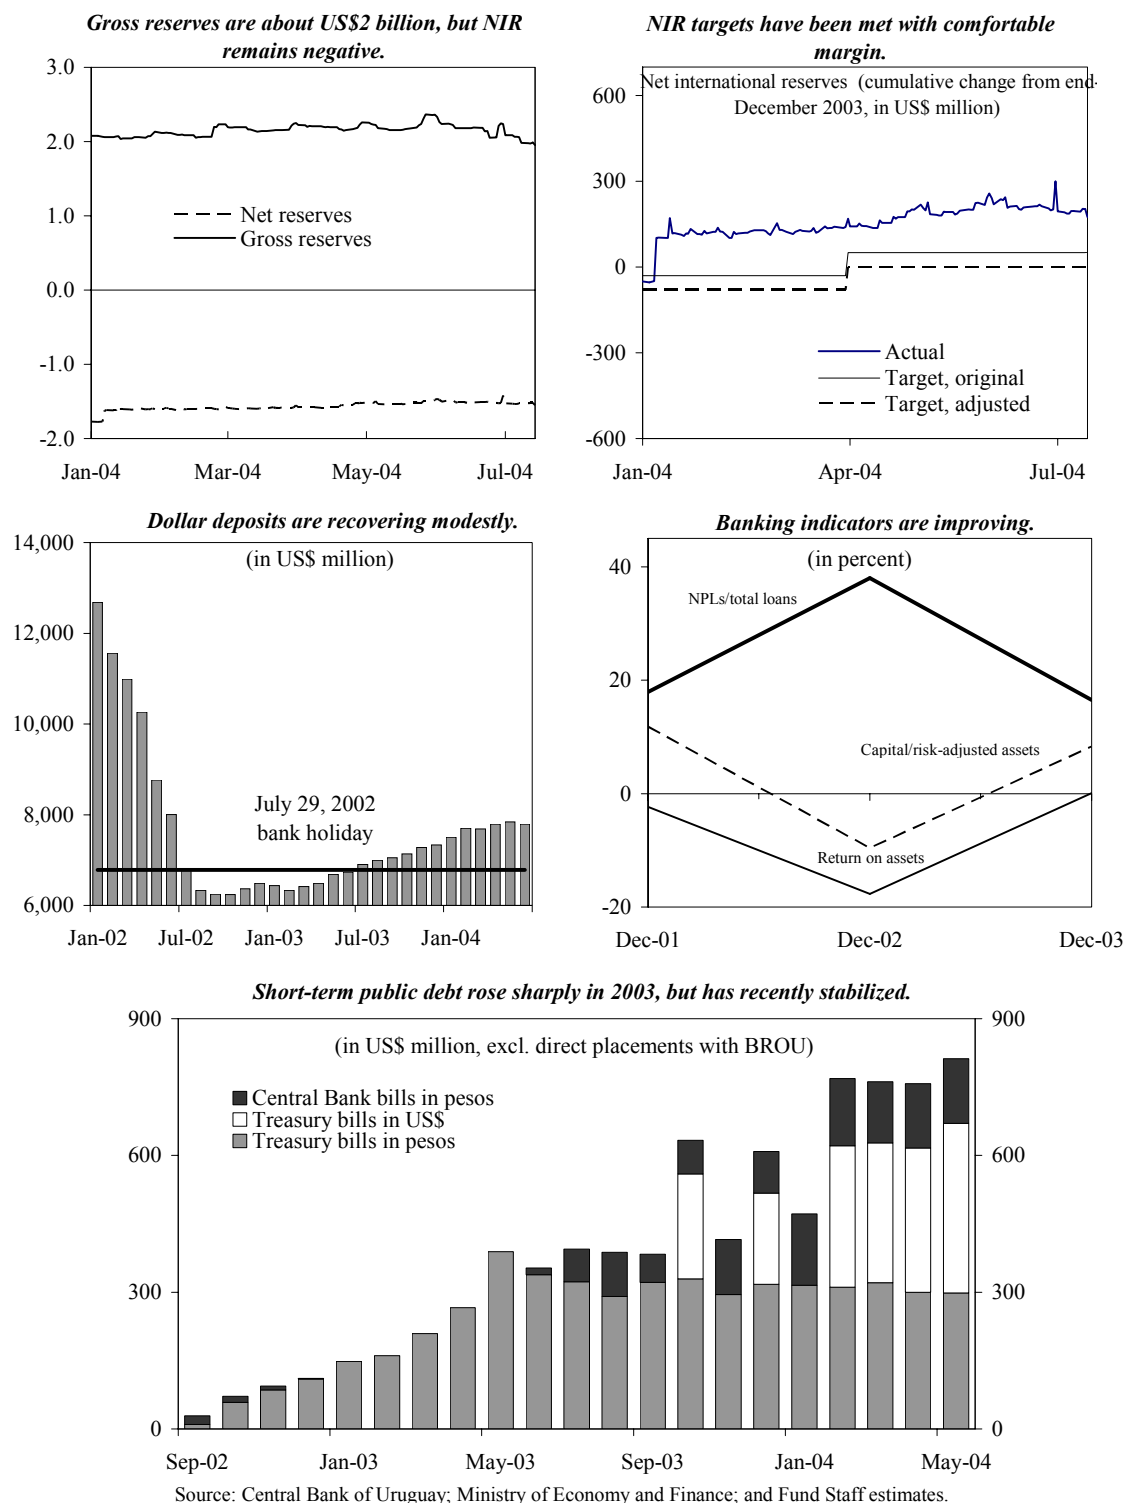 Gross reserves are about US$2 billion, but NIR
remains negative.
3.0
2.0
1.0
0.0
-1.0
-2.0
Net reserves
Gross reserves
Jan-04 Mar-04 May-04 Jul-04
NIR targets have been met with comfortable
margin.
Net international reserves (cumulative change from end-
December 2003, in US$ million)
600
300
0
-300
-600
Actual
Target, original
Target, adjusted
Jan-04 Apr-04 Jul-04
Dollar deposits are recovering modestly.
(in US$ million)
14,000
12,000
10,000
8,000
6,000
July 29, 2002
bank holiday
Jan-02 Jul-02 Jan-03 Jul-03 Jan-04
Banking indicators are improving.
(in percent)
40
20
0
-20
NPLs/total loans
Capital/risk-adjusted assets
Return on assets
Dec-01 Dec-02 Dec-03
Short-term public debt rose sharply in 2003, but has recently stabilized.
(in US$ million, excl. direct placements with BROU)
900 900
600 600
300 300
0 0
Central Bank bills in pesos
Treasury bills in US$
Treasury bills in pesos
Sep-02 Jan-03 May-03 Sep-03 Jan-04 May-04
Source: Central Bank of Uruguay; Ministry of Economy and Finance; and Fund Staff estimates.